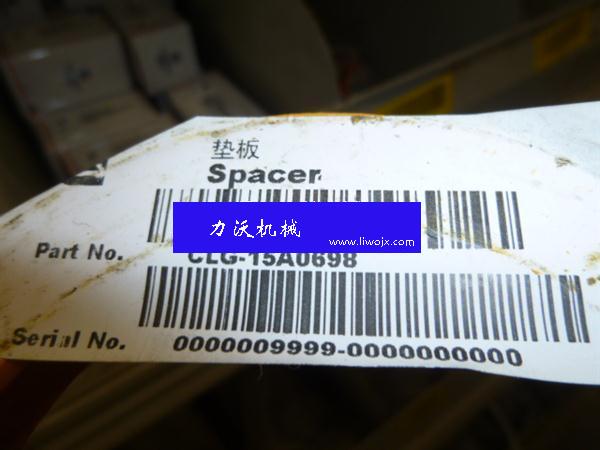 垫板
Spacer
力沃机械
www.liwojx.com
Part No.
CLG-15A0698
Serial No.
0000009999-0000000000